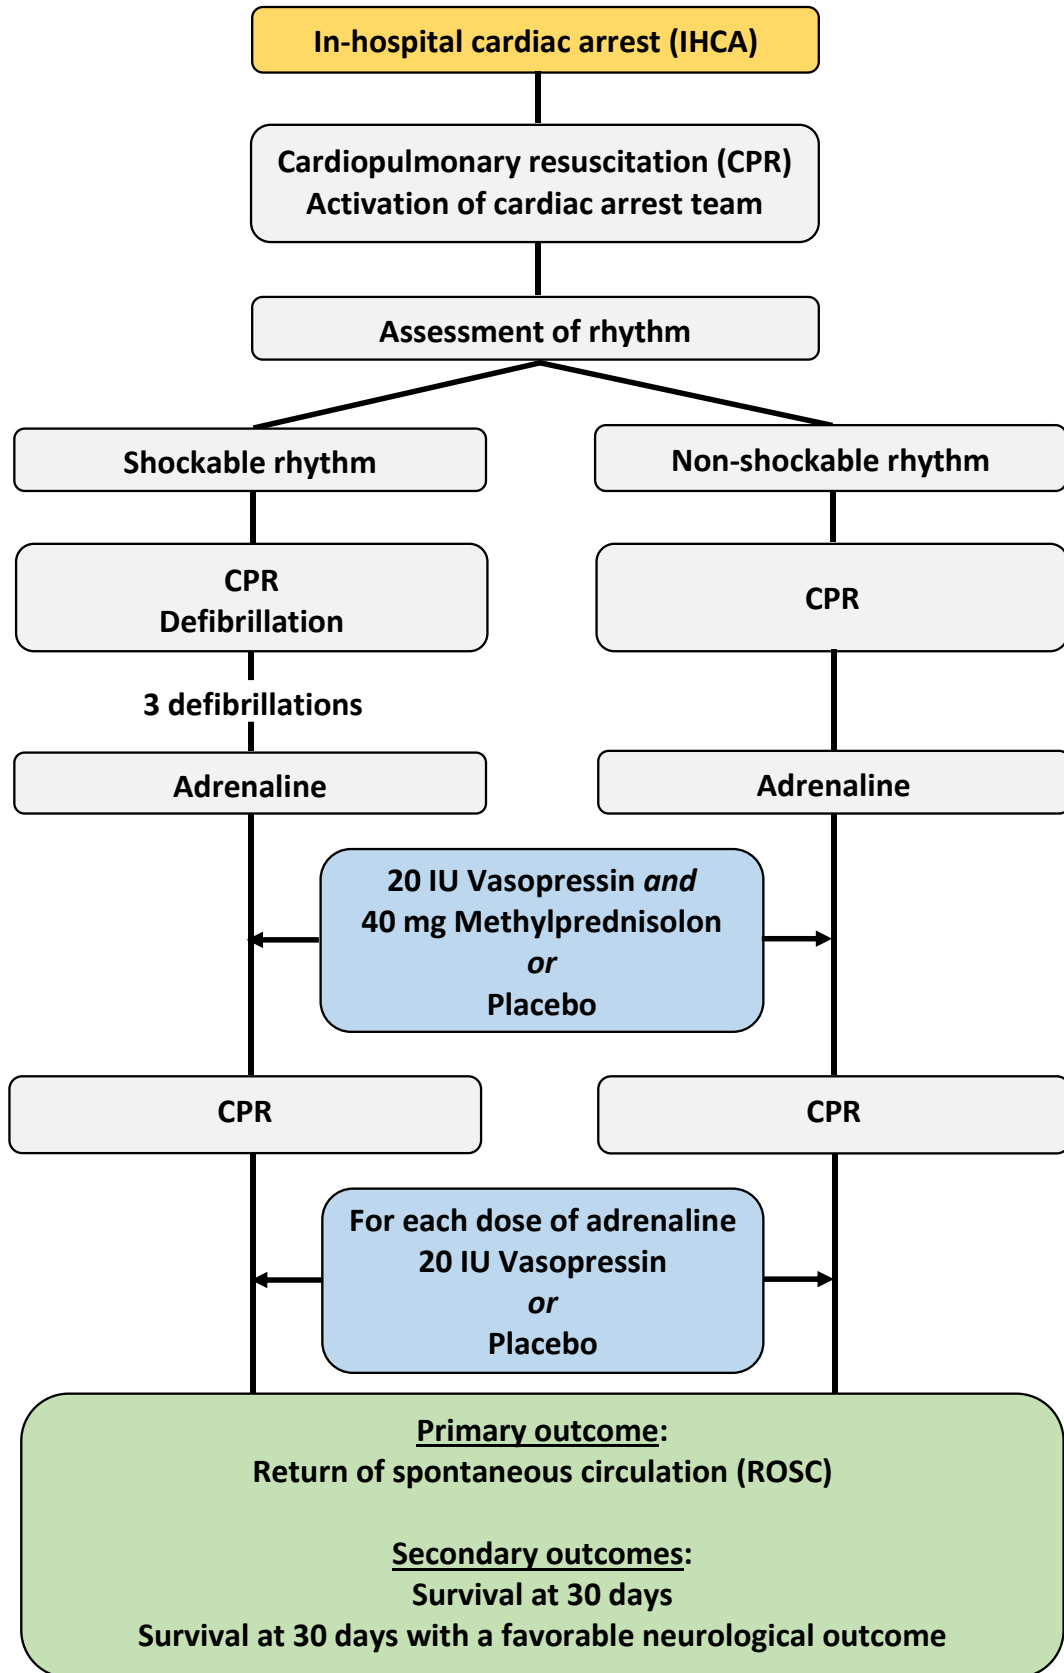 In-hospital cardiac arrest (IHCA)
Cardiopulmonary resuscitation (CPR)
Activation of cardiac arrest team
Assessment of rhythm
Shockable rhythm
Non-shockable rhythm
CPR
Defibrillation
CPR
3 defibrillations
Adrenaline
Adrenaline
20 IU Vasopressin and
40 mg Methylprednisolon
or
Placebo
CPR
CPR
For each dose of adrenaline
20 IU Vasopressin
or
Placebo
Primary outcome:
Return of spontaneous circulation (ROSC)
Secondary outcomes:
Survival at 30 days
Survival at 30 days with a favorable neurological outcome